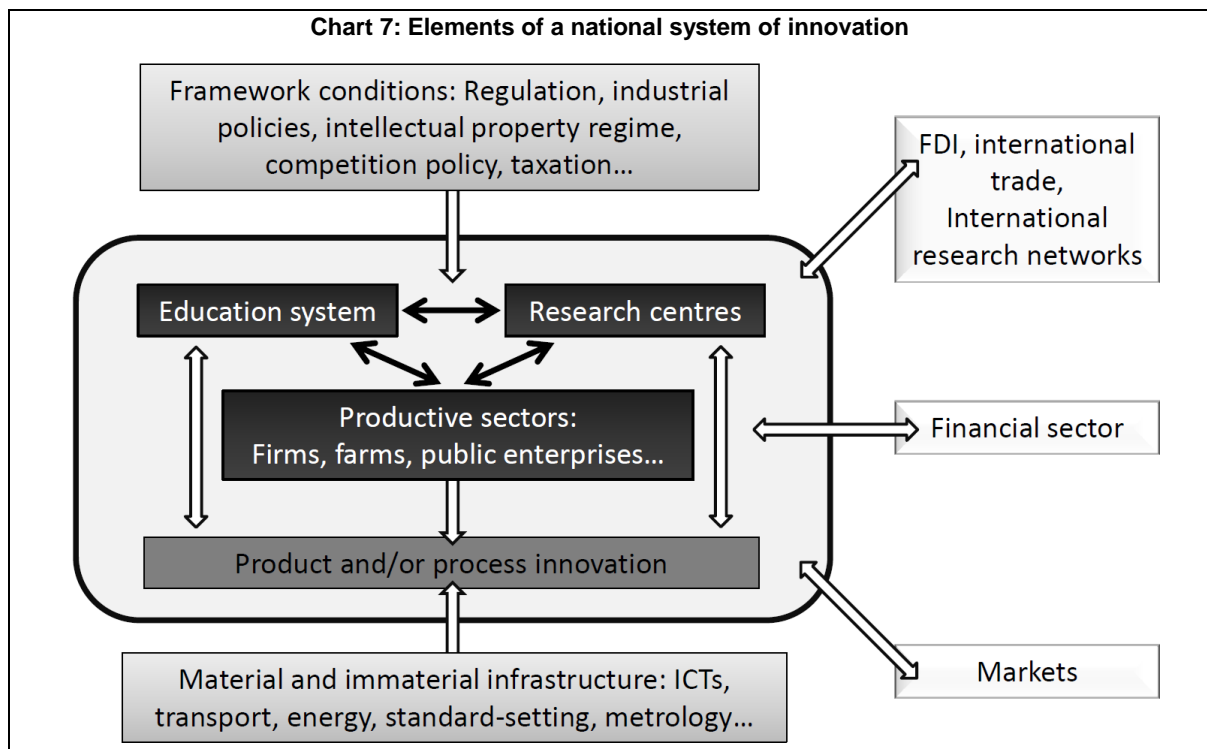 Chart 7: Elements of a national system of innovation
Framework conditions: Regulation, industrial
policies, intellectual property regime,
competition policy, taxation…
FDI, international
trade,
International
research networks
Education system
Research centres
Productive sectors:
Firms, farms, public enterprises…
Financial sector
Product and/or process innovation
Material and immaterial infrastructure: ICTs,
transport, energy, standard-setting, metrology…
Markets